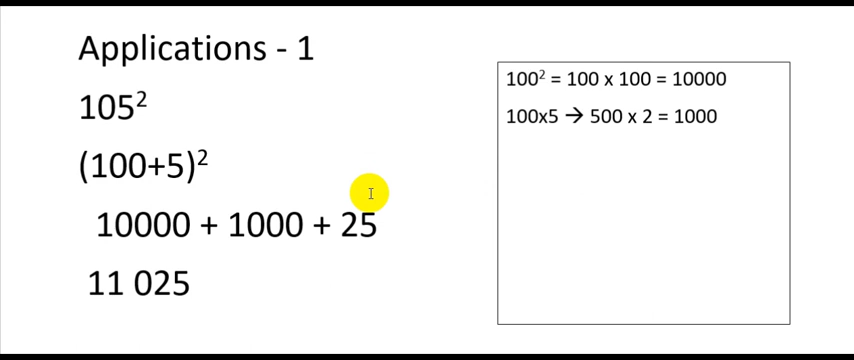 Applications - 1
105²
(100+5)²
10000 + 1000 + 25
11 025
100² = 100 x 100 = 10000
100x5 → 500 x 2 = 1000